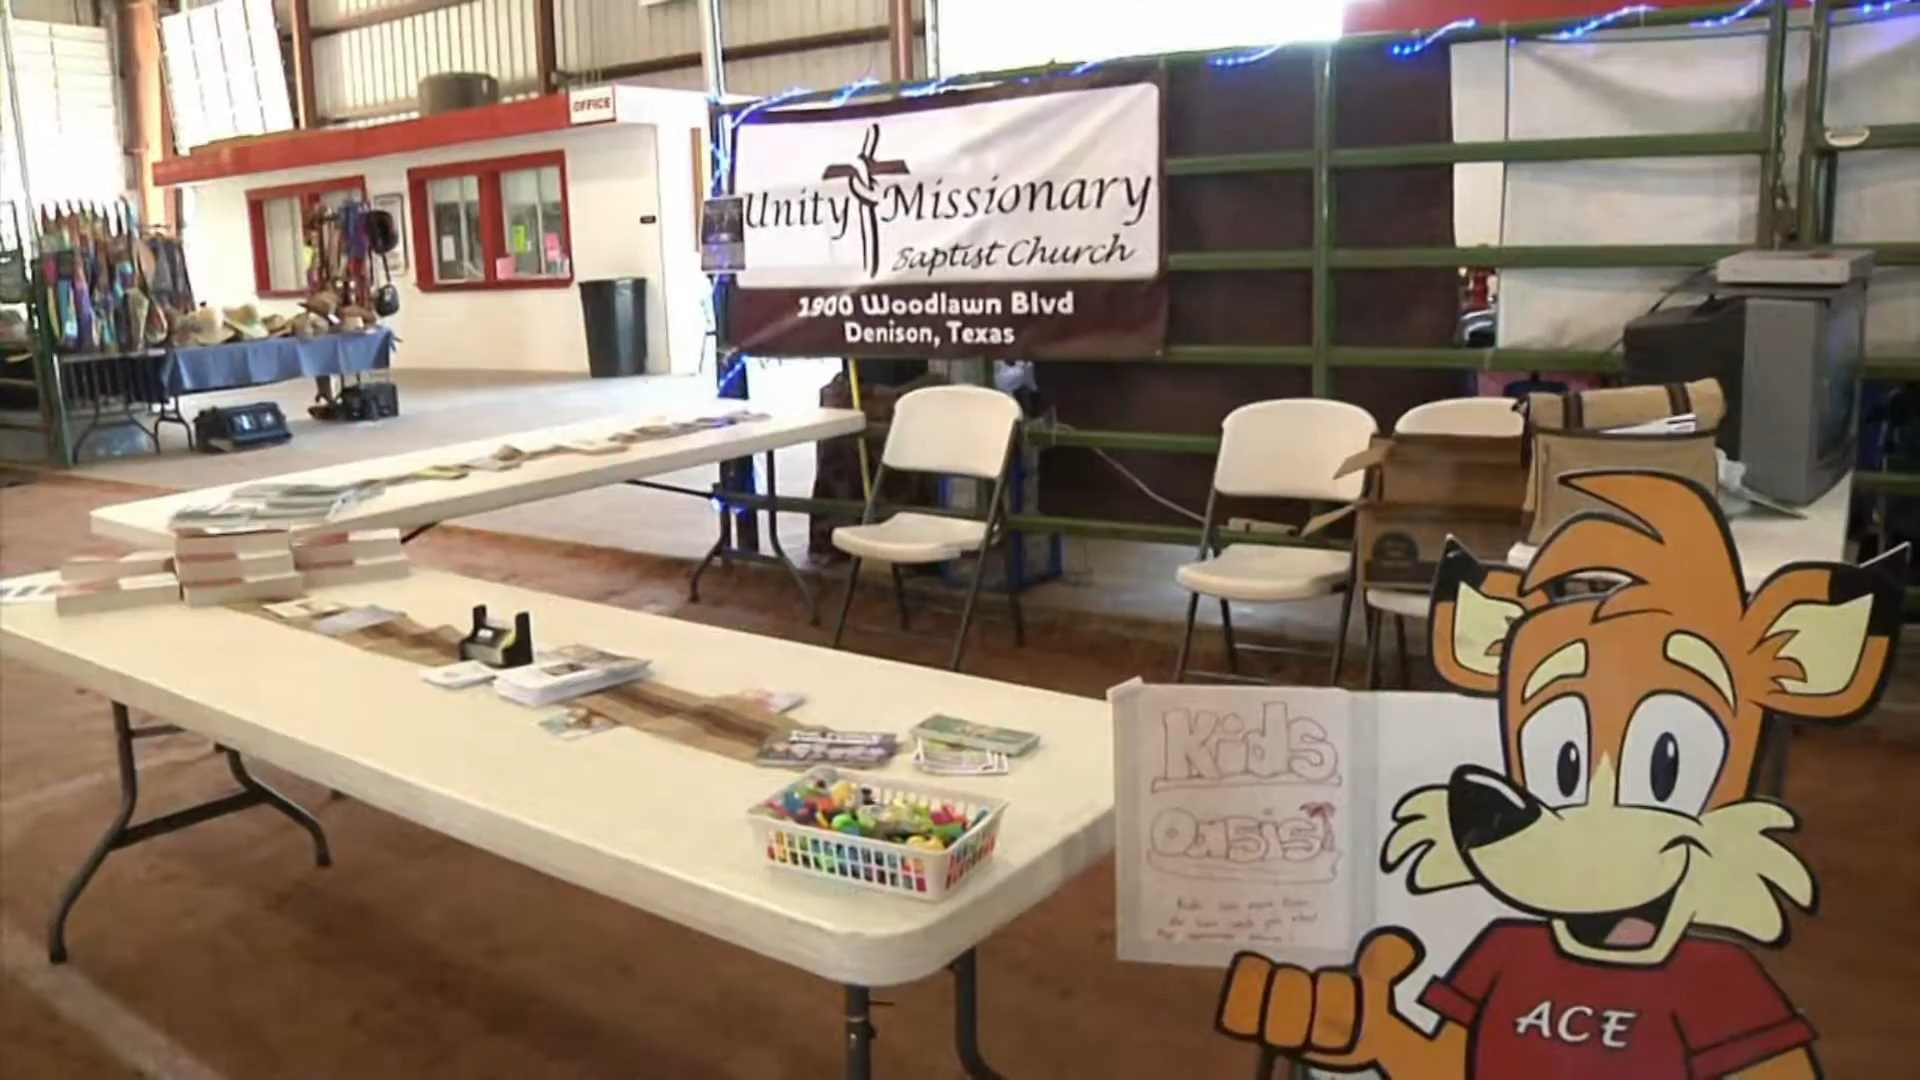 OFFICE
Unity Missionary
Baptist Church
1900 Woodlawn Blvd
Denison, Texas
Kids
Oasis
ACE